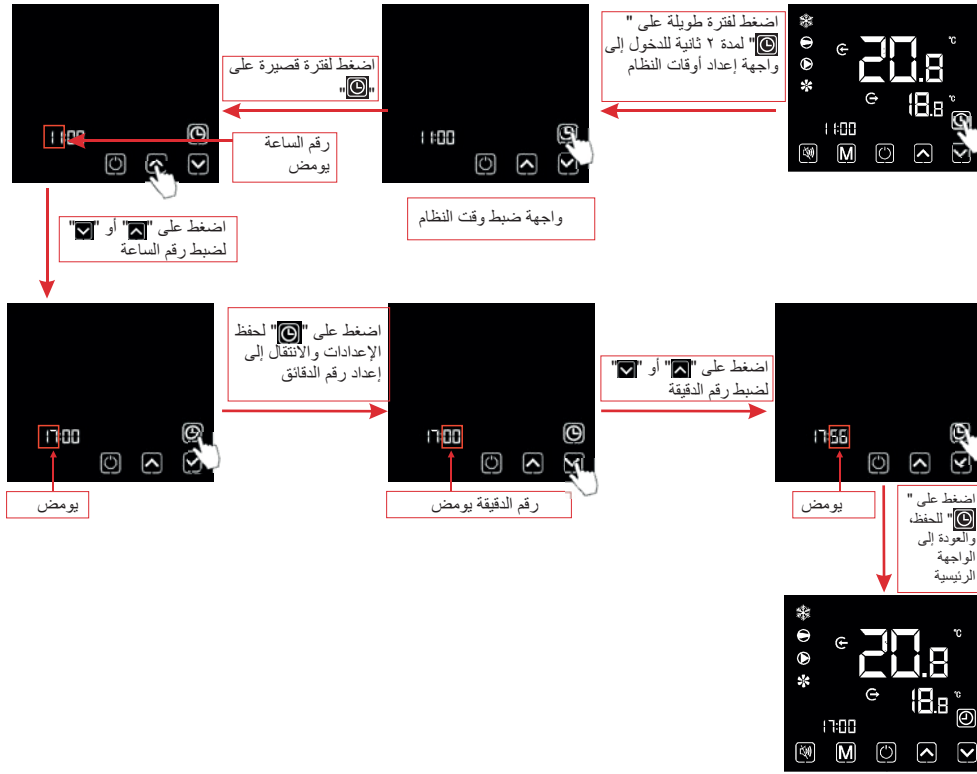 20.8 ℃
18.8 ℃
11:00
M
اضغط لفترة طويلة على "
" لمدة ٢ ثانية للدخول إلى
واجهة إعداد أوقات النظام
11:00
واجهة ضبط وقت النظام
اضغط لفترة قصيرة على
" "
11:00
رقم الساعة
يومض
اضغط على " " أو " "
لضبط رقم الساعة
17:00
يومض
اضغط على " " لحفظ
الإعدادات والانتقال إلى
إعداد رقم الدقائق
17:00
رقم الدقيقة يومض
اضغط على " " أو " "
لضبط رقم الدقيقة
17:56
يومض
اضغط على "
" للحفظ،
والعودة إلى
الواجهة
الرئيسية
20.8 ℃
18.8 ℃
17:00
M